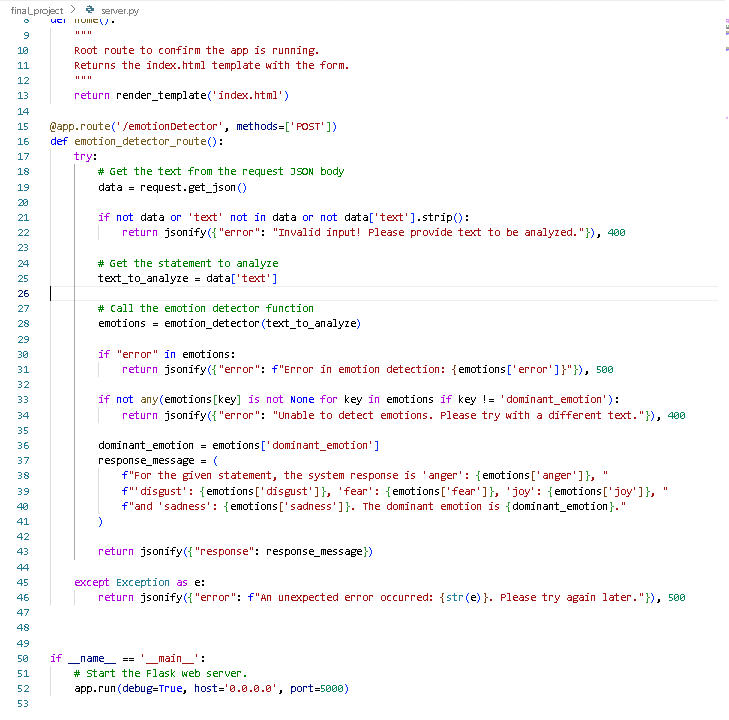 final_project > server.py
8 def home():
9     """
10     Root route to confirm the app is running.
11     Returns the index.html template with the form.
12     """
13     return render_template('index.html')
14
15 @app.route('/emotionDetector', methods=['POST'])
16 def emotion_detector_route():
17     try:
18         # Get the text from the request JSON body
19         data = request.get_json()
20
21         if not data or 'text' not in data or not data['text'].strip():
22             return jsonify({"error": "Invalid input! Please provide text to be analyzed."}), 400
23
24         # Get the statement to analyze
25         text_to_analyze = data['text']
26
27         # Call the emotion detector function
28         emotions = emotion_detector(text_to_analyze)
29
30         if "error" in emotions:
31             return jsonify({"error": f"Error in emotion detection: {emotions['error']}"}), 500
32
33         if not any(emotions[key] is not None for key in emotions if key != 'dominant_emotion'):
34             return jsonify({"error": "Unable to detect emotions. Please try with a different text."}), 400
35
36         dominant_emotion = emotions['dominant_emotion']
37         response_message = (
38             f"For the given statement, the system response is 'anger': {emotions['anger']}, "
39             f"'disgust': {emotions['disgust']}, 'fear': {emotions['fear']}, 'joy': {emotions['joy']}, "
40             f"and 'sadness': {emotions['sadness']}. The dominant emotion is {dominant_emotion}."
41         )
42
43         return jsonify({"response": response_message})
44
45     except Exception as e:
46         return jsonify({"error": f"An unexpected error occurred: {str(e)}. Please try again later."}), 500
47
48
49
50 if __name__ == '__main__':
51     # Start the Flask web server.
52     app.run(debug=True, host='0.0.0.0', port=5000)
53